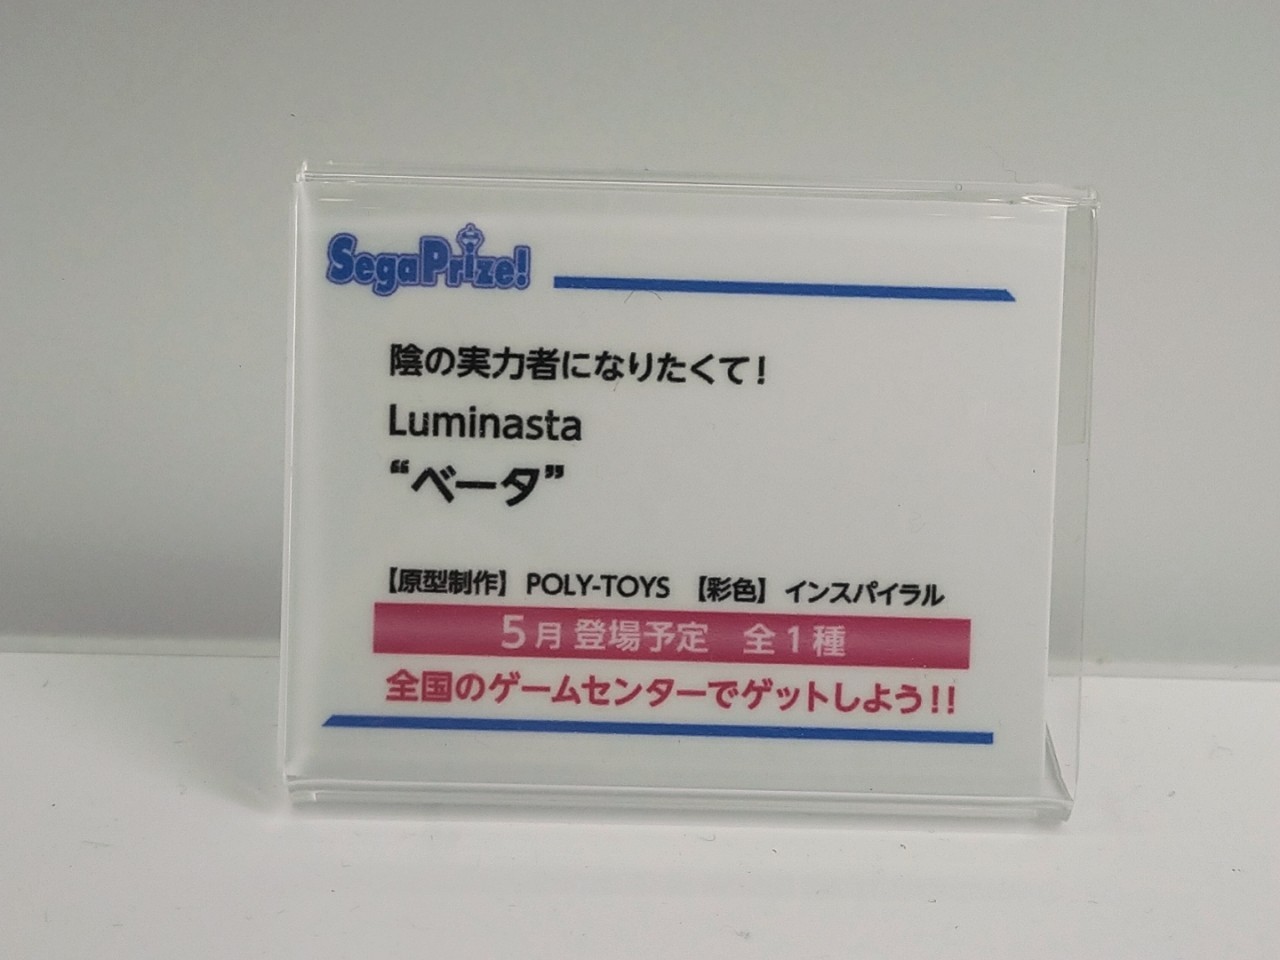 SegaPrize!
陰の実力者になりたくて!
Luminasta
“ベータ”
【原型制作】 POLY-TOYS 【彩色】 インスパイラル
5月登場予定 全1種
全国のゲームセンターでゲットしよう!!